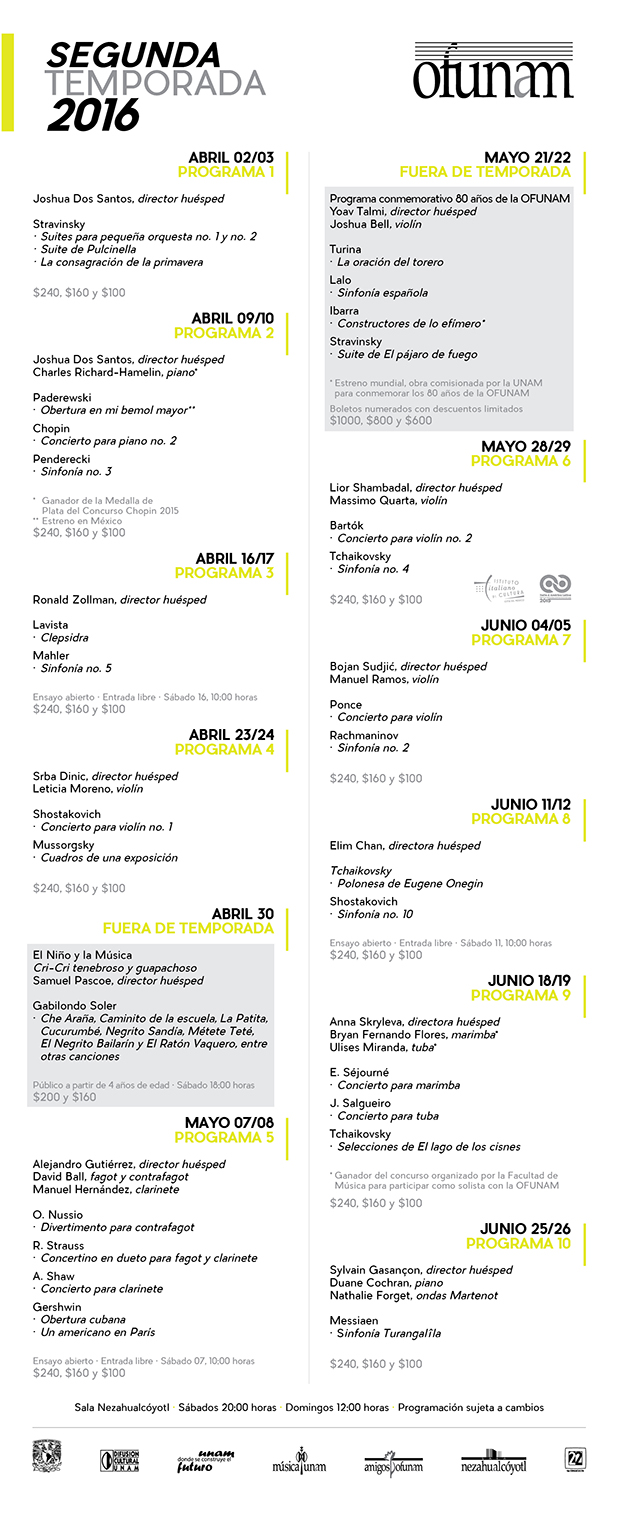 SEGUNDA
TEMPORADA
2016
ofunam
ABRIL 02/03
PROGRAMA 1
Joshua Dos Santos, director huésped
Stravinsky
· Suites para pequeña orquesta no. 1 y no. 2
· Suite de Pulcinella
· La consagración de la primavera
$240, $160 y $100
ABRIL 09/10
PROGRAMA 2
Joshua Dos Santos, director huésped
Charles Richard-Hamelin, piano*
Paderewski
· Obertura en mi bemol mayor**
Chopin
· Concierto para piano no. 2
Penderecki
· Sinfonía no. 3
* Ganador de la Medalla de
Plata del Concurso Chopin 2015
** Estreno en México
$240, $160 y $100
ABRIL 16/17
PROGRAMA 3
Ronald Zollman, director huésped
Lavista
· Clepsidra
Mahler
· Sinfonía no. 5
Ensayo abierto · Entrada libre · Sábado 16, 10:00 horas
$240, $160 y $100
ABRIL 23/24
PROGRAMA 4
Srba Dinic, director huésped
Leticia Moreno, violín
Shostakovich
· Concierto para violín no. 1
Mussorgsky
· Cuadros de una exposición
$240, $160 y $100
ABRIL 30
FUERA DE TEMPORADA
El Niño y la Música
Cri-Cri tenebroso y guapachoso
Samuel Pascoe, director huésped
Gabilondo Soler
· Che Araña, Caminito de la escuela, La Patita,
Cucurumbé, Negrito Sandía, Métete Teté,
El Negrito Bailarín y El Ratón Vaquero, entre
otras canciones
Público a partir de 4 años de edad · Sábado 18:00 horas
$200 y $160
MAYO 07/08
PROGRAMA 5
Alejandro Gutiérrez, director huésped
David Ball, fagot y contrafagot
Manuel Hernández, clarinete
O. Nussio
· Divertimento para contrafagot
R. Strauss
· Concertino en dueto para fagot y clarinete
A. Shaw
· Concierto para clarinete
Gershwin
· Obertura cubana
· Un americano en París
Ensayo abierto · Entrada libre · Sábado 07, 10:00 horas
$240, $160 y $100
MAYO 21/22
FUERA DE TEMPORADA
Programa conmemorativo 80 años de la OFUNAM
Yoav Talmi, director huésped
Joshua Bell, violín
Turina
· La oración del torero
Lalo
· Sinfonía española
Ibarra
· Constructores de lo efímero*
Stravinsky
· Suite de El pájaro de fuego
* Estreno mundial, obra comisionada por la UNAM
para conmemorar los 80 años de la OFUNAM
Boletos numerados con descuentos limitados
$1000, $800 y $600
MAYO 28/29
PROGRAMA 6
Lior Shambadal, director huésped
Massimo Quarta, violín
Bartók
· Concierto para violín no. 2
Tchaikovsky
· Sinfonía no. 4
$240, $160 y $100
ISTITUTO
italiano
di CULTURA
JUNIO 04/05
PROGRAMA 7
Bojan Sudjić, director huésped
Manuel Ramos, violín
Ponce
· Concierto para violín
Rachmaninov
· Sinfonía no. 2
$240, $160 y $100
JUNIO 11/12
PROGRAMA 8
Elim Chan, directora huésped
Tchaikovsky
· Polonesa de Eugene Onegin
Shostakovich
· Sinfonía no. 10
Ensayo abierto · Entrada libre · Sábado 11, 10:00 horas
$240, $160 y $100
JUNIO 18/19
PROGRAMA 9
Anna Skryleva, directora huésped
Bryan Fernando Flores, marimba*
Ulises Miranda, tuba*
E. Séjourné
· Concierto para marimba
J. Salgueiro
· Concierto para tuba
Tchaikovsky
· Selecciones de El lago de los cisnes
* Ganador del concurso organizado por la Facultad de
Música para participar como solista con la OFUNAM
$240, $160 y $100
JUNIO 25/26
PROGRAMA 10
Sylvain Gasançon, director huésped
Duane Cochran, piano
Nathalie Forget, ondas Martenot
Messiaen
· Sinfonía Turangalîla
$240, $160 y $100
Sala Nezahualcóyotl · Sábados 20:00 horas · Domingos 12:00 horas · Programación sujeta a cambios
DIFUSIÓN
CULTURAL
UNAM
unam
donde se construye el
futuro
música unam
amigos ofunam
nezahualcóyotl
22